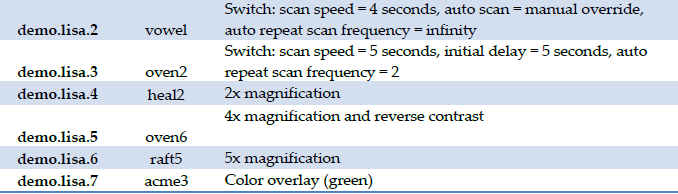 Switch: scan speed = 4 seconds, auto scan = manual override,
demo.lisa.2 vowel auto repeat scan frequency = infinity
Switch: scan speed = 5 seconds, initial delay = 5 seconds, auto
demo.lisa.3 oven2 repeat scan frequency = 2
demo.lisa.4 heal2 2x magnification
4x magnification and reverse contrast
demo.lisa.5 oven6
demo.lisa.6 raft5 5x magnification
demo.lisa.7 acme3 Color overlay (green)